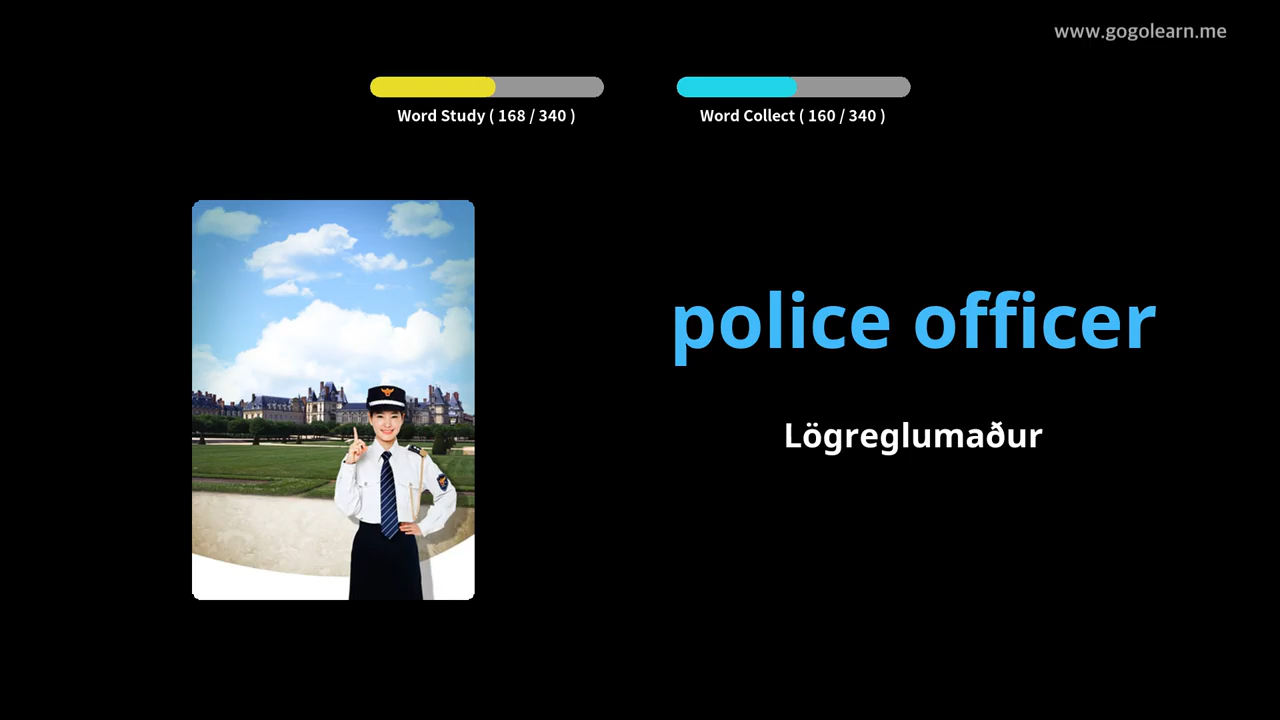 www.gogolearn.me
Word Study ( 168 / 340 )
Word Collect ( 160 / 340 )
police officer
Lögreglumaður